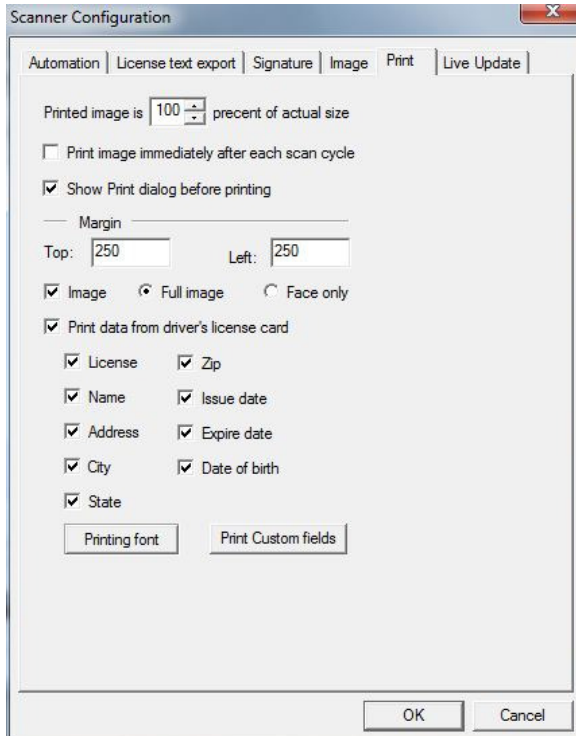 Scanner Configuration
Automation License text export Signature Image Print Live Update
Printed image is 100 precent of actual size
Print image immediately after each scan cycle
Show Print dialog before printing
Margin
Top: 250 Left: 250
Image Full image Face only
Print data from driver's license card
License Zip
Name Issue date
Address Expire date
City Date of birth
State
Printing font Print Custom fields
OK Cancel